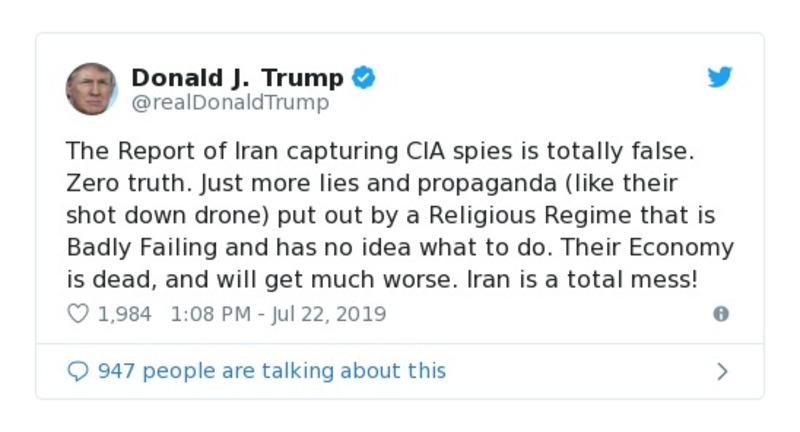 Donald J. Trump
@realDonaldTrump
The Report of Iran capturing CIA spies is totally false.
Zero truth. Just more lies and propaganda (like their
shot down drone) put out by a Religious Regime that is
Badly Failing and has no idea what to do. Their Economy
is dead, and will get much worse. Iran is a total mess!
1,984 1:08 PM - Jul 22, 2019
947 people are talking about this